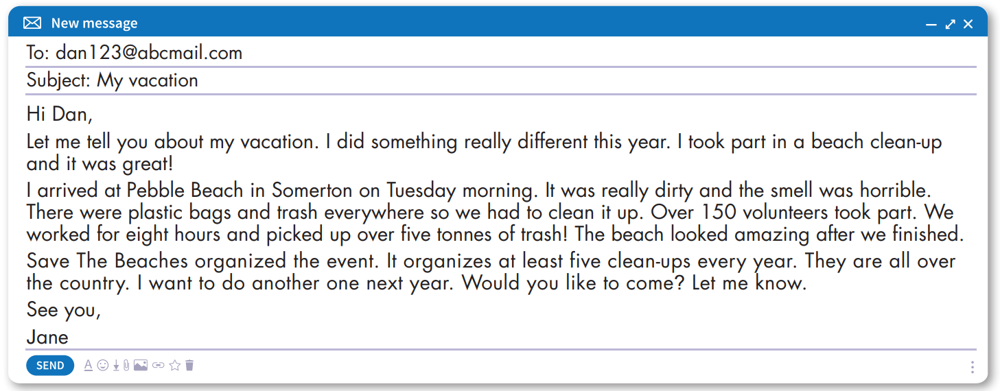 New message
To: dan123@abcmail.com
Subject: My vacation
Hi Dan,
Let me tell you about my vacation. I did something really different this year. I took part in a beach clean-up
and it was great!
I arrived at Pebble Beach in Somerton on Tuesday morning. It was really dirty and the smell was horrible.
There were plastic bags and trash everywhere so we had to clean it up. Over 150 volunteers took part. We
worked for eight hours and picked up over five tonnes of trash! The beach looked amazing after we finished.
Save The Beaches organized the event. It organizes at least five clean-ups every year. They are all over
the country. I want to do another one next year. Would you like to come? Let me know.
See you,
Jane
SEND A